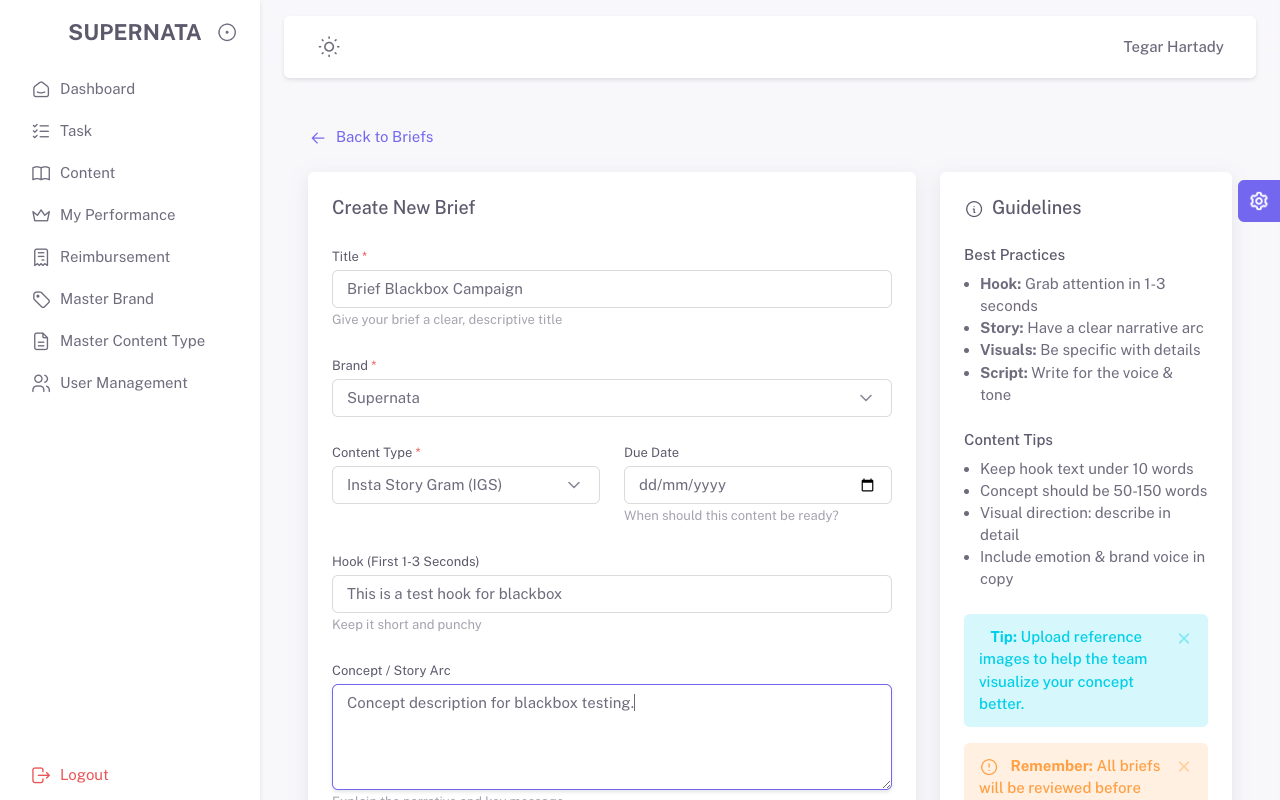 SUPERNATA
Dashboard
Task
Content
My Performance
Reimbursement
Master Brand
Master Content Type
User Management
Logout
Tegar Hartady
Back to Briefs
Create New Brief
Title *
Brief Blackbox Campaign
Give your brief a clear, descriptive title
Brand *
Supernata
Content Type *
Insta Story Gram (IGS)
Due Date
dd/mm/yyyy
When should this content be ready?
Hook (First 1-3 Seconds)
This is a test hook for blackbox
Keep it short and punchy
Concept / Story Arc
Concept description for blackbox testing.
Explain the narrative and key message
Guidelines
Best Practices
Hook: Grab attention in 1-3
seconds
Story: Have a clear narrative arc
Visuals: Be specific with details
Script: Write for the voice &
tone
Content Tips
Keep hook text under 10 words
Concept should be 50-150 words
Visual direction: describe in
detail
Include emotion & brand voice in
copy
Tip: Upload reference
images to help the team
visualize your concept
better.
Remember: All briefs
will be reviewed before